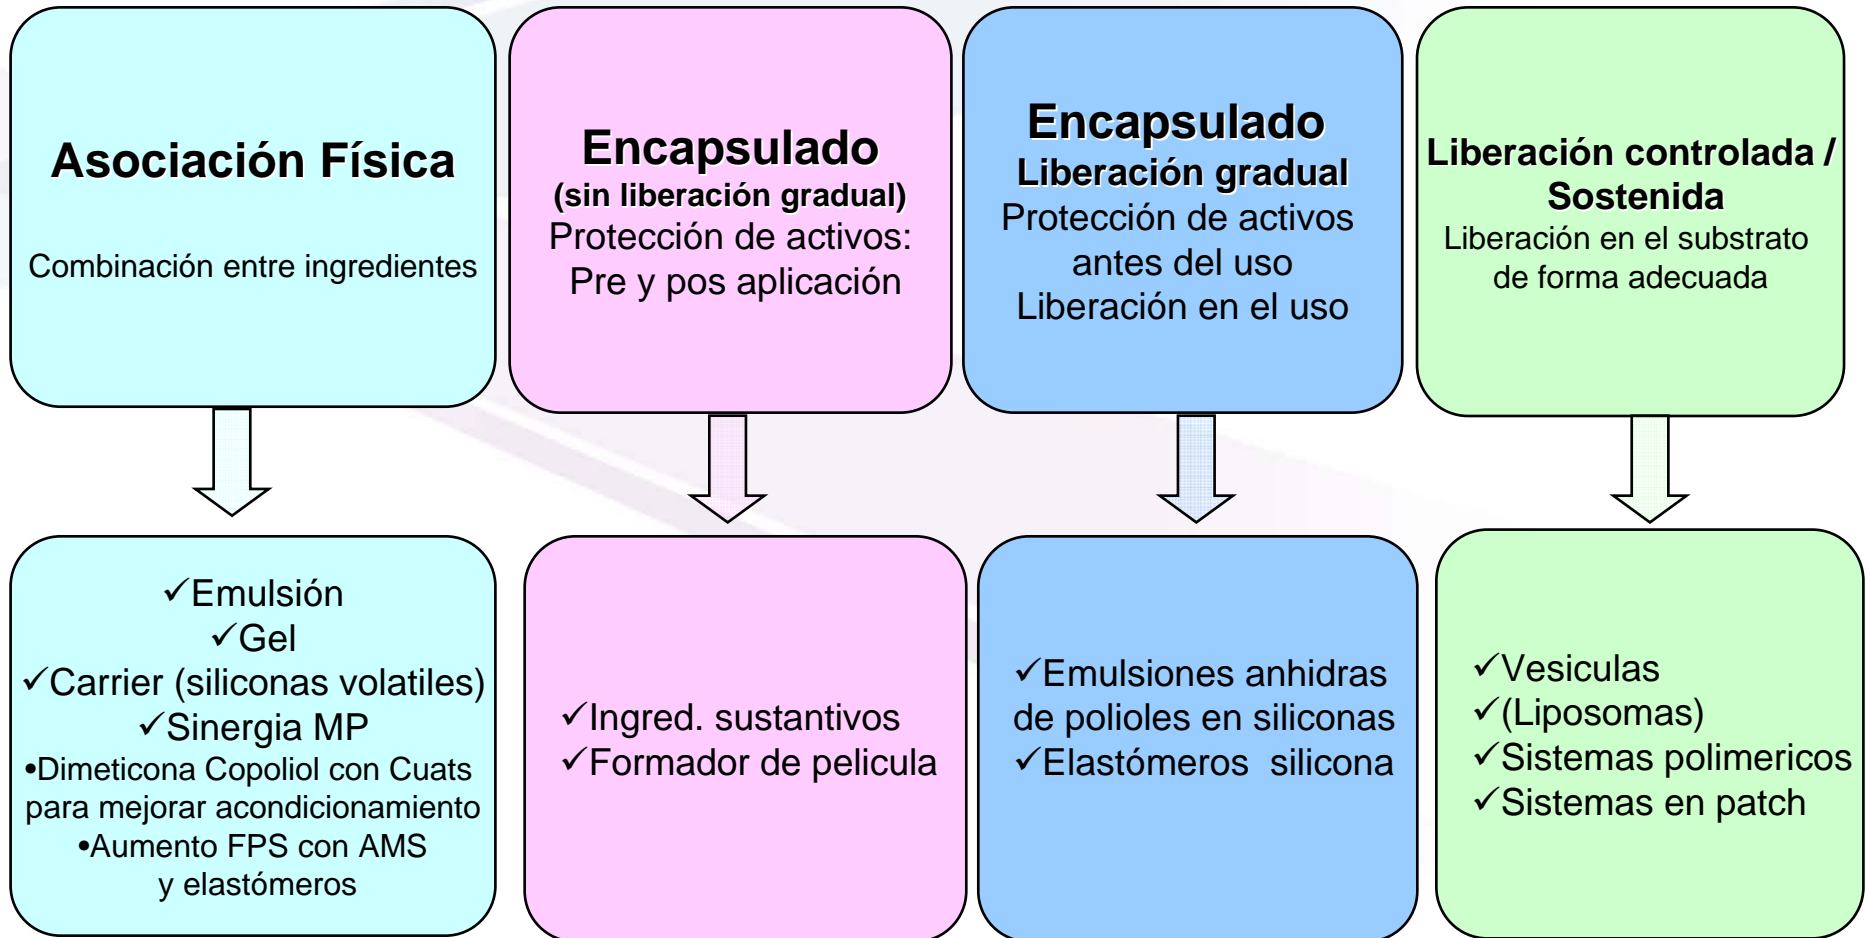 Asociación Física
Combinación entre ingredientes
Encapsulado
(sin liberación gradual)
Protección de activos:
Pre y pos aplicación
Encapsulado
Liberación gradual
Protección de activos
antes del uso
Liberación en el uso
Liberación controlada /
Sostenida
Liberación en el substrato
de forma adecuada
✓Emulsión
✓Gel
✓Carrier (siliconas volatiles)
✓Sinergia MP
•Dimeticona Copoliol con Cuats
para mejorar acondicionamiento
•Aumento FPS con AMS
y elastómeros
✓Ingred. sustantivos
✓Formador de pelicula
✓Emulsiones anhidras
de polioles en siliconas
✓Elastómeros silicona
✓Vesiculas
✓(Liposomas)
✓Sistemas polimericos
✓Sistemas en patch